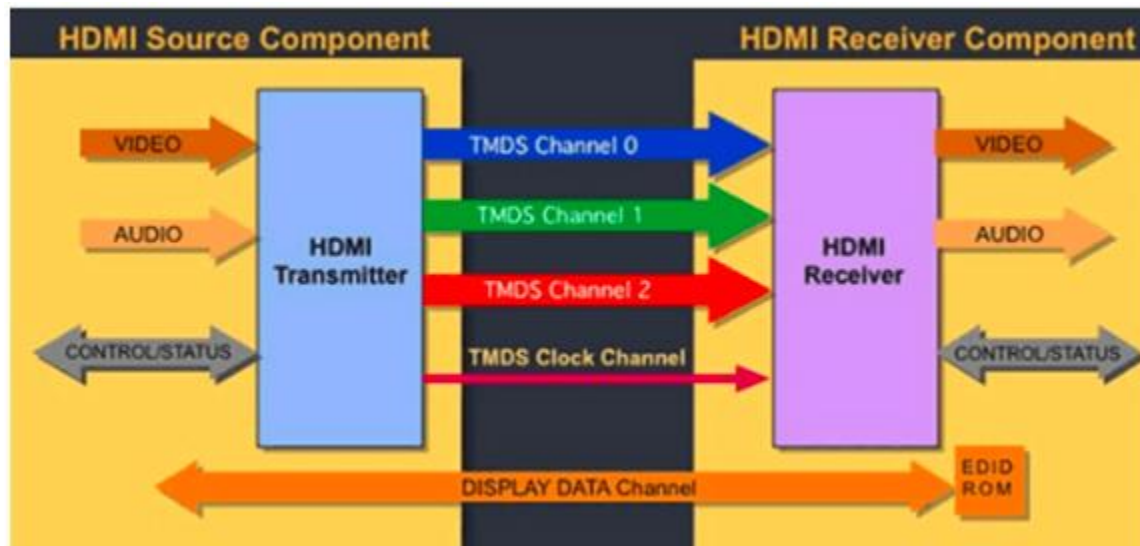 HDMI Source Component
HDMI Receiver Component
VIDEO
TMDS Channel 0
VIDEO
TMDS Channel 1
AUDIO
HDMI
Transmitter
HDMI
Receiver
AUDIO
TMDS Channel 2
CONTROL/STATUS
TMDS Clock Channel
CONTROL/STATUS
DISPLAY DATA Channel
EDID
ROM